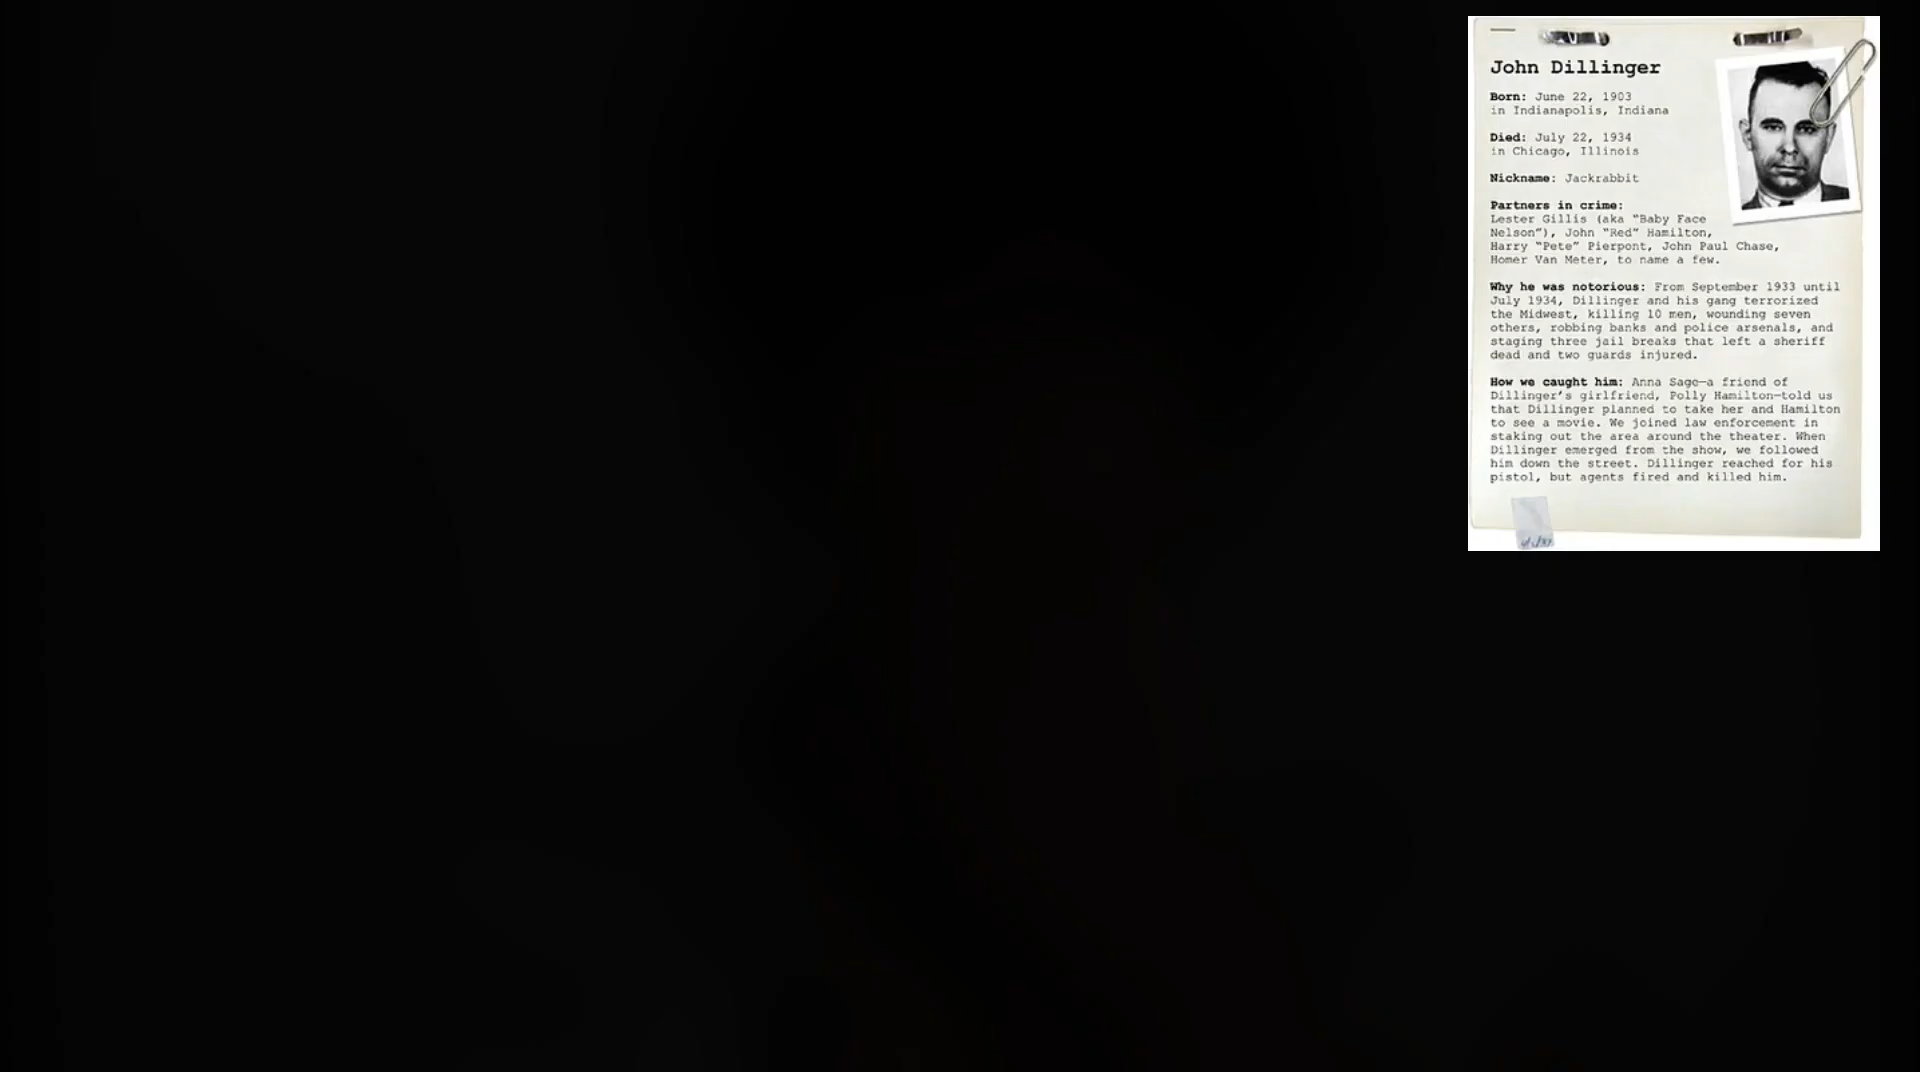 John Dillinger
Born: June 22, 1903
in Indianapolis, Indiana
Died: July 22, 1934
in Chicago, Illinois
Nickname: Jackrabbit
Partners in crime:
Lester Gillis (aka “Baby Face
Nelson”), John “Red” Hamilton,
Harry “Pete” Pierpont, John Paul Chase,
Homer Van Meter, to name a few.
Why he was notorious: From September 1933 until
July 1934, Dillinger and his gang terrorized
the Midwest, killing 10 men, wounding seven
others, robbing banks and police arsenals, and
staging three jail breaks that left a sheriff
dead and two guards injured.
How we caught him: Anna Sage—a friend of
Dillinger’s girlfriend, Polly Hamilton—told us
that Dillinger planned to take her and Hamilton
to see a movie. We joined law enforcement in
staking out the area around the theater. When
Dillinger emerged from the show, we followed
him down the street. Dillinger reached for his
pistol, but agents fired and killed him.